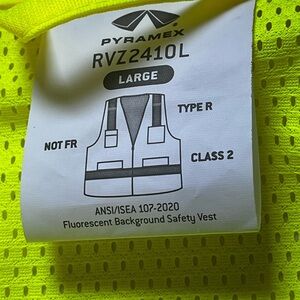 PYRAMEX
RVZ2410L
LARGE
TYPE R
NOT FR
CLASS 2
ANSI/ISEA 107-2020
Fluorescent Background Safety Vest